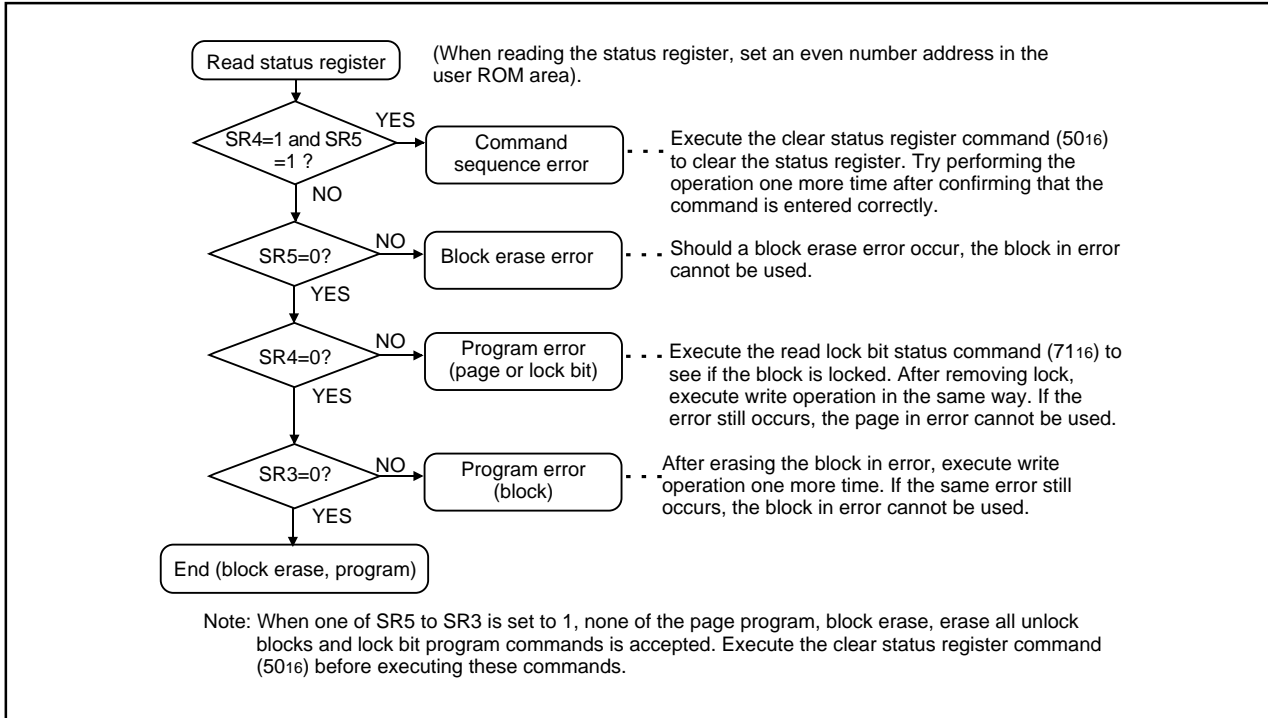 Read status register
(When reading the status register, set an even number address in the
user ROM area).
SR4=1 and SR5
=1 ?
YES
NO
Command
sequence error
Execute the clear status register command (5016)
to clear the status register. Try performing the
operation one more time after confirming that the
command is entered correctly.
SR5=0?
NO
YES
Block erase error
Should a block erase error occur, the block in error
cannot be used.
SR4=0?
NO
YES
Program error
(page or lock bit)
Execute the read lock bit status command (7116) to
see if the block is locked. After removing lock,
execute write operation in the same way. If the
error still occurs, the page in error cannot be used.
SR3=0?
NO
YES
Program error
(block)
After erasing the block in error, execute write
operation one more time. If the same error still
occurs, the block in error cannot be used.
End (block erase, program)
Note: When one of SR5 to SR3 is set to 1, none of the page program, block erase, erase all unlock
blocks and lock bit program commands is accepted. Execute the clear status register command
(5016) before executing these commands.